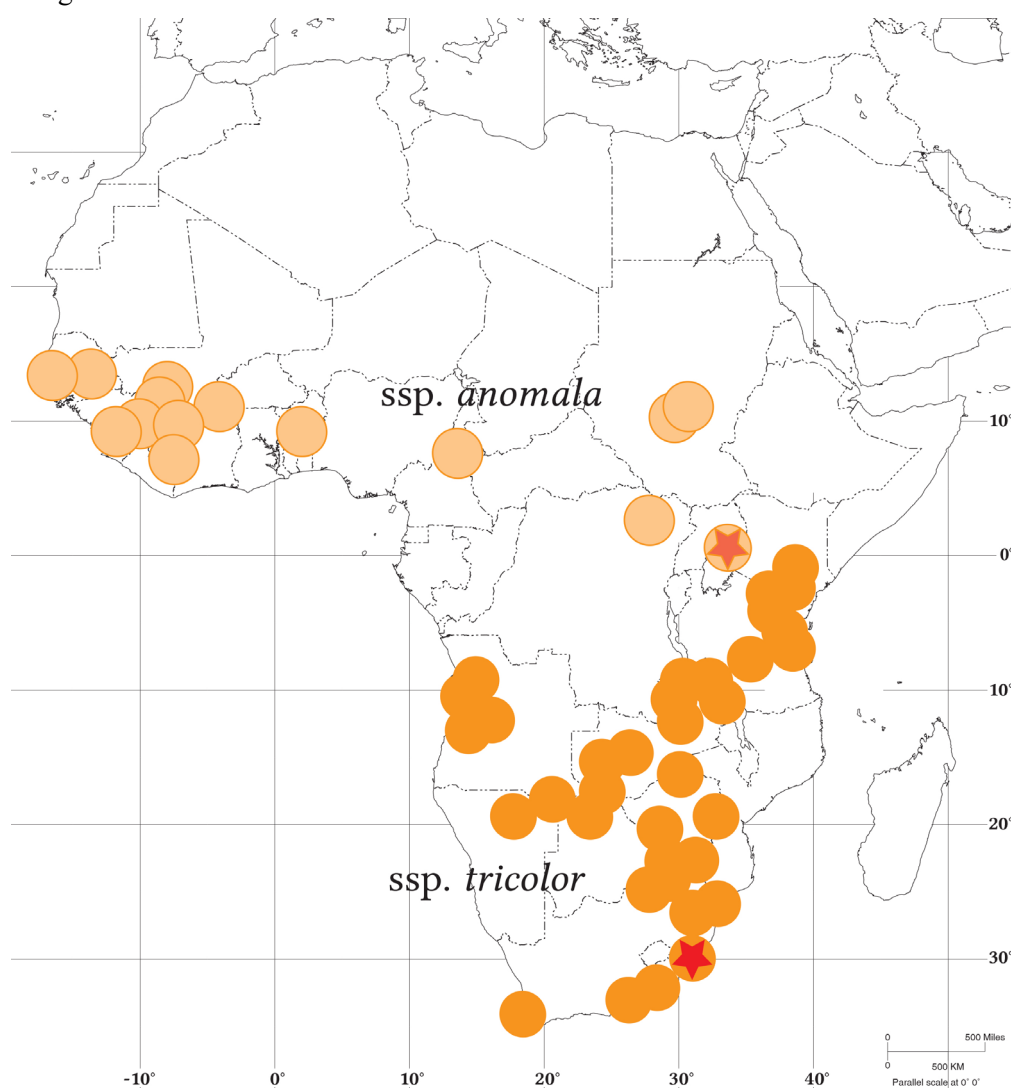 ssp. anomala
10°
0°
10°
20°
ssp. tricolor
30°
0 500 Miles
0 500 KM
Parallel scale at 0° 0°
-10° 0° 10° 20° 30° 40°